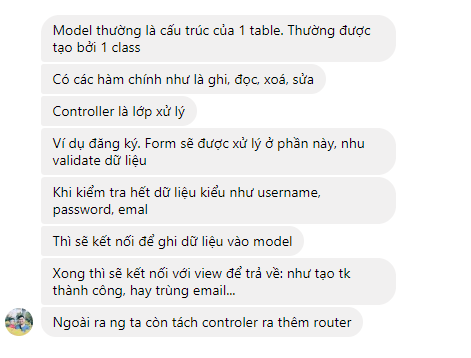 Model thường là cấu trúc của 1 table. Thường được
tạo bởi 1 class
Có các hàm chính như là ghi, đọc, xoá, sửa
Controller là lớp xử lý
Ví dụ đăng ký. Form sẽ được xử lý ở phần này, nhu
validate dữ liệu
Khi kiểm tra hết dữ liệu kiểu như username,
password, emal
Thì sẽ kết nối để ghi dữ liệu vào model
Xong thì sẽ kết nối với view để trả về: như tạo tk
thành công, hay trùng email...
Ngoài ra ng ta còn tách controler ra thêm router